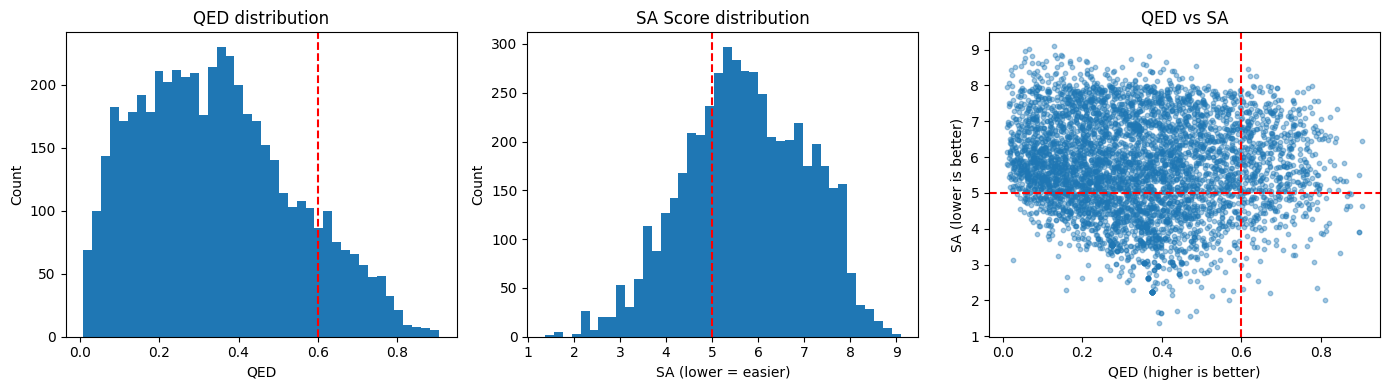 QED distribution
Count
250
200
150
100
50
0
0.0 0.2 0.4 0.6 0.8
QED
SA Score distribution
Count
300
250
200
150
100
50
0
1 2 3 4 5 6 7 8 9
SA (lower = easier)
QED vs SA
SA (lower is better)
9
8
7
6
5
4
3
2
1
0.0 0.2 0.4 0.6 0.8
QED (higher is better)